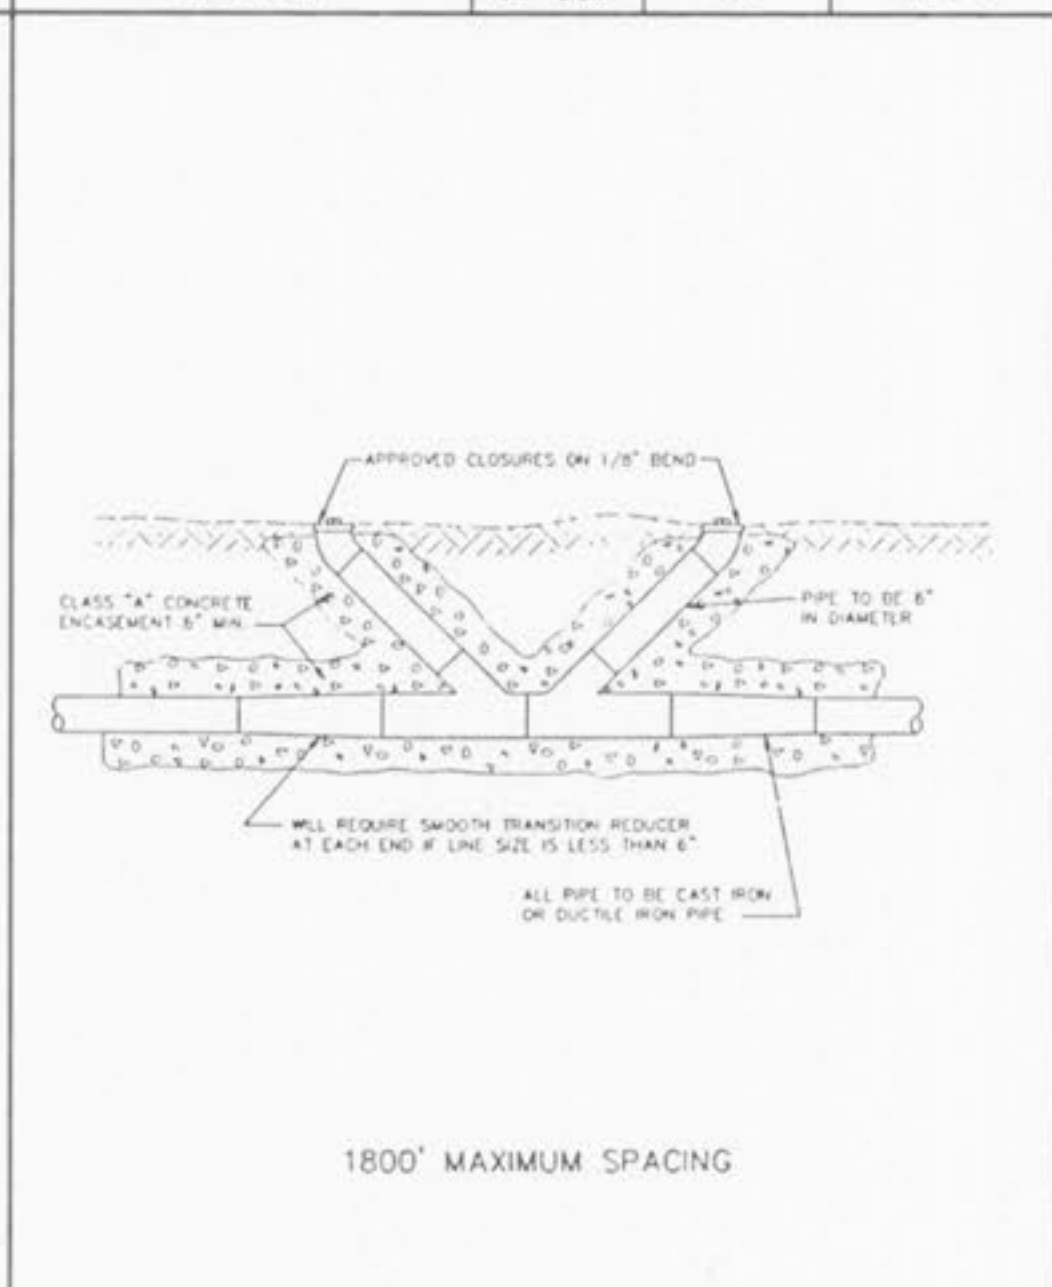 APPROVED CLOSURES ON 1/8" BEND
CLASS "A" CONCRETE
ENCASEMENT 6" MIN
PIPE TO BE 6"
IN DIAMETER
WILL REQUIRE SMOOTH TRANSITION REDUCER
AT EACH END IF LINE SIZE IS LESS THAN 6"
ALL PIPE TO BE CAST IRON
OR DUCTILE IRON PIPE
1800' MAXIMUM SPACING